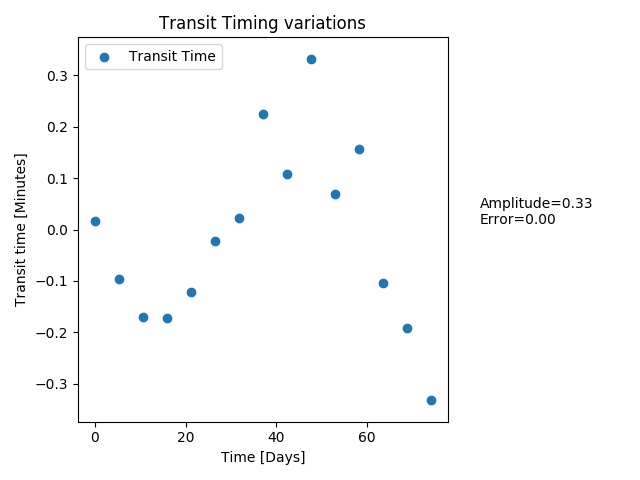 Transit Timing variations
Transit Time
0.3
0.2
0.1
0.0
−0.1
−0.2
−0.3
Transit time [Minutes]
0
20
40
60
Time [Days]
Amplitude=0.33
Error=0.00